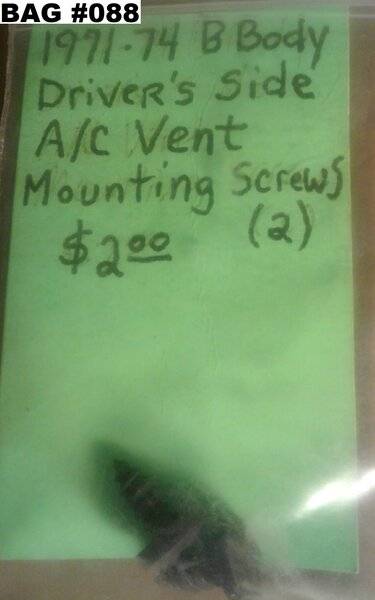 BAG #088
1971-74 B Body
Driver's Side
A/C Vent
Mounting Screws
$2.00 (2)